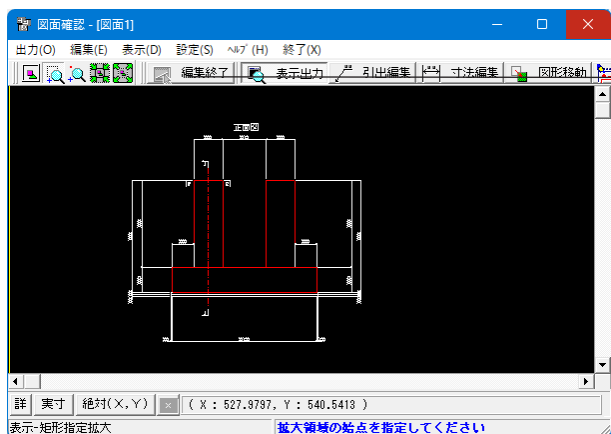 図面確認 - [図面1]
出力(O) 編集(E) 表示(D) 設定(S) ﾍﾙﾌﾟ(H) 終了(X)
編集終了 表示出力 引出編集 寸法編集 図形移動
正面図
詳 実寸 絶対(X,Y) × ( X : 527.9797, Y : 540.5413 )
表示-矩形指定拡大 拡大領域の始点を指定してください